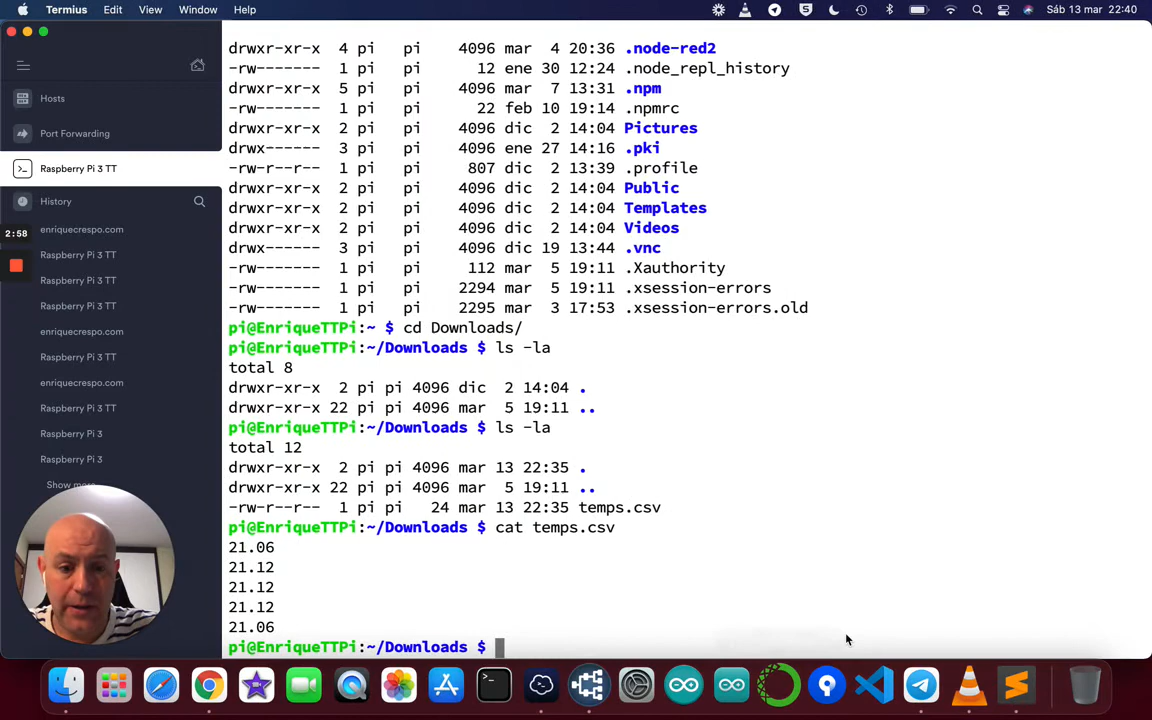 Termius Edit View Window Help Sáb 13 mar 22:40
Hosts
Port Forwarding
Raspberry Pi 3 TT
History
enriquecrespo.com
2:58
Raspberry Pi 3 TT
Raspberry Pi 3 TT
Raspberry Pi 3 TT
enriquecrespo.com
Raspberry Pi 3 TT
enriquecrespo.com
Raspberry Pi 3 TT
Raspberry Pi 3
Raspberry Pi 3
Show more
drwxr-xr-x 4 pi pi 4096 mar 4 20:36 .node-red2
-rw------- 1 pi pi 12 ene 30 12:24 .node_repl_history
drwxr-xr-x 5 pi pi 4096 mar 7 13:31 .npm
-rw------- 1 pi pi 22 feb 10 19:14 .npmrc
drwxr-xr-x 2 pi pi 4096 dic 2 14:04 Pictures
drwxr-xr-x 3 pi pi 4096 ene 27 14:16 .pki
-rw-r--r-- 1 pi pi 807 dic 2 13:39 .profile
drwxr-xr-x 2 pi pi 4096 dic 2 14:04 Public
drwxr-xr-x 2 pi pi 4096 dic 2 14:04 Templates
drwxr-xr-x 2 pi pi 4096 dic 2 14:04 Videos
drwx------ 3 pi pi 4096 dic 19 13:44 .vnc
-rw------- 1 pi pi 112 mar 5 19:11 .Xauthority
-rw------- 1 pi pi 2294 mar 5 19:11 .xsession-errors
-rw------- 1 pi pi 2295 mar 3 17:53 .xsession-errors.old
pi@EnriqueTTPi:~ $ cd Downloads/
pi@EnriqueTTPi:~/Downloads $ ls -la
total 8
drwxr-xr-x 2 pi pi 4096 dic 2 14:04 .
drwxr-xr-x 22 pi pi 4096 mar 5 19:11 ..
pi@EnriqueTTPi:~/Downloads $ ls -la
total 12
drwxr-xr-x 2 pi pi 4096 mar 13 22:35 .
drwxr-xr-x 22 pi pi 4096 mar 5 19:11 ..
-rw-r--r-- 1 pi pi 24 mar 13 22:35 temps.csv
pi@EnriqueTTPi:~/Downloads $ cat temps.csv
21.06
21.12
21.12
21.12
21.06
pi@EnriqueTTPi:~/Downloads $